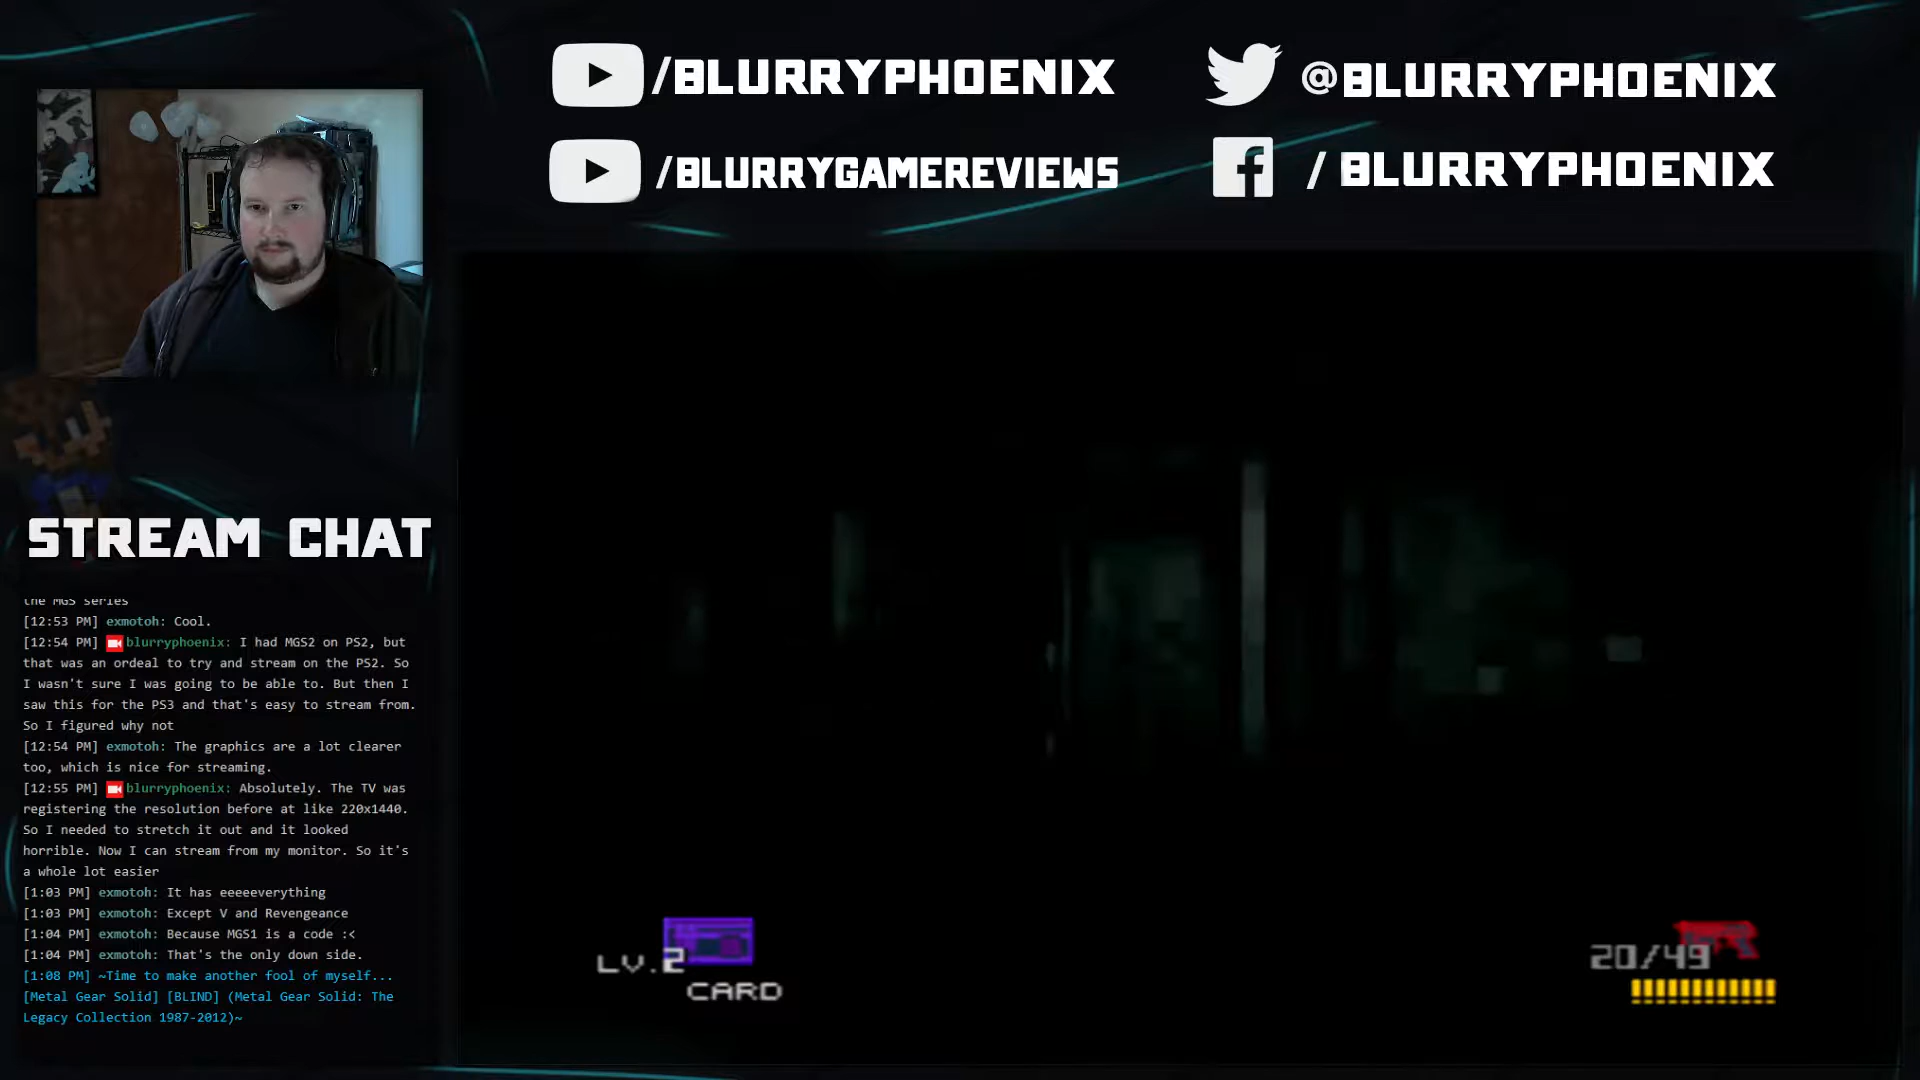 /BLURRYPHOENIX
@BLURRYPHOENIX
/BLURRYGAMEREVIEWS
/ BLURRYPHOENIX
STREAM CHAT
the MGS series
[12:53 PM] exmotoh: Cool.
[12:54 PM] blurryphoenix: I had MGS2 on PS2, but
that was an ordeal to try and stream on the PS2. So
I wasn't sure I was going to be able to. But then I
saw this for the PS3 and that's easy to stream from.
So I figured why not
[12:54 PM] exmotoh: The graphics are a lot clearer
too, which is nice for streaming.
[12:55 PM] blurryphoenix: Absolutely. The TV was
registering the resolution before at like 220x1440.
So I needed to stretch it out and it looked
horrible. Now I can stream from my monitor. So it's
a whole lot easier
[1:03 PM] exmotoh: It has eeeeeverything
[1:03 PM] exmotoh: Except V and Revengeance
[1:04 PM] exmotoh: Because MGS1 is a code :<
[1:04 PM] exmotoh: That's the only down side.
[1:08 PM] ~Time to make another fool of myself...
[Metal Gear Solid] [BLIND] (Metal Gear Solid: The
Legacy Collection 1987-2012)~
LV.2
CARD
20/49